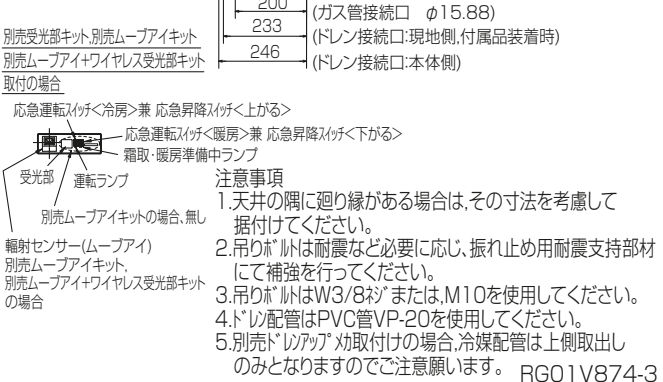 200
(ガス管接続口 φ15.88)
233
(ドレン接続口:現地側,付属品装着時)
246
(ドレン接続口:本体側)
別売受光部キット,別売ムーブアイキット
別売ムーブアイ+ワイヤレス受光部キット
取付の場合
応急運転スイッチ<冷房>兼 応急昇降スイッチ<上がる>
応急運転スイッチ<暖房>兼 応急昇降スイッチ<下がる>
霜取・暖房準備中ランプ
受光部
運転ランプ
別売ムーブアイキットの場合,無し
輻射センサー(ムーブアイ)
別売ムーブアイキット,
別売ムーブアイ+ワイヤレス受光部キット
の場合
注意事項
1.天井の隅に廻り縁がある場合は,その寸法を考慮して
据付けてください。
2.吊りボルトは耐震など必要に応じ,振れ止め用耐震支持部材
にて補強を行ってください。
3.吊りボルトはW3/8ネジまたは,M10を使用してください。
4.ドレン配管はPVC管VP-20を使用してください。
5.別売ドレンアップメカ取付けの場合,冷媒配管は上側取出し
のみとなりますのでご注意願います。
RG01V874-3